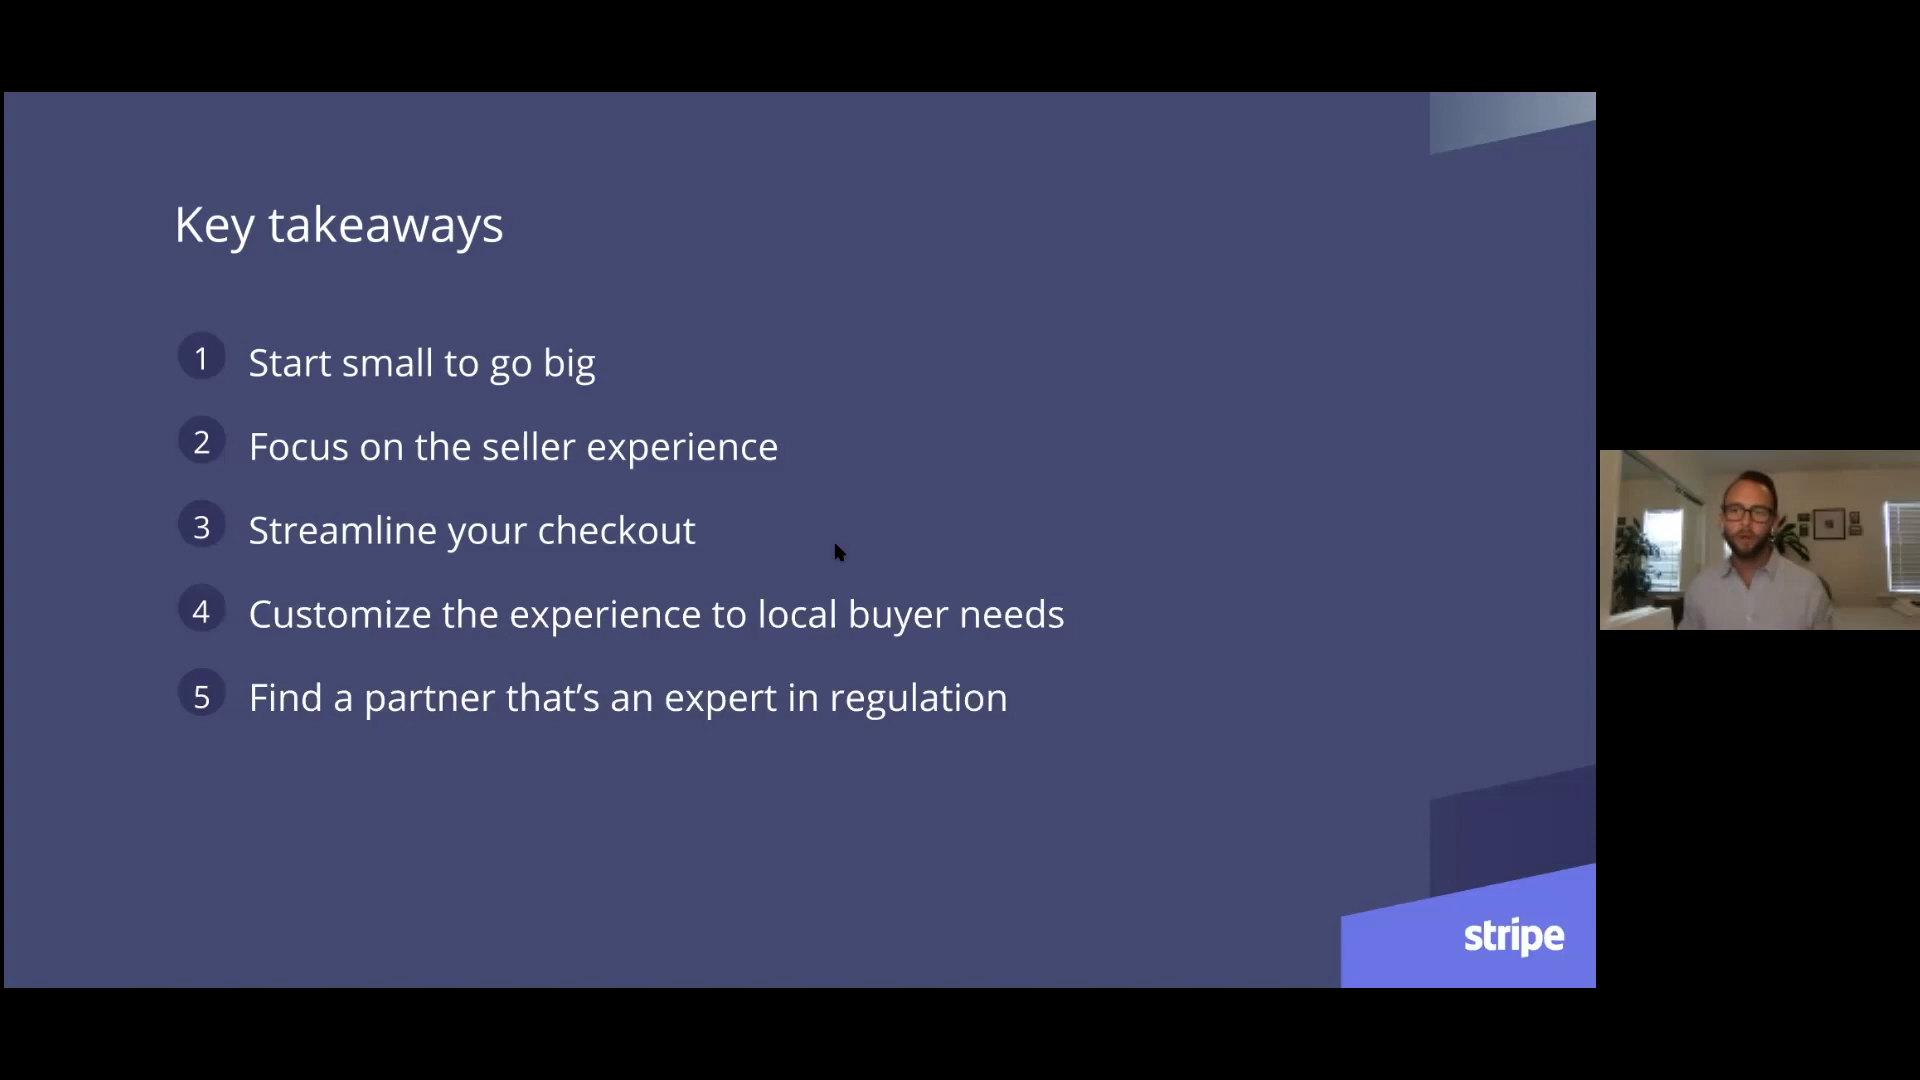 Key takeaways
1 Start small to go big
2 Focus on the seller experience
3 Streamline your checkout
4 Customize the experience to local buyer needs
5 Find a partner that’s an expert in regulation
stripe